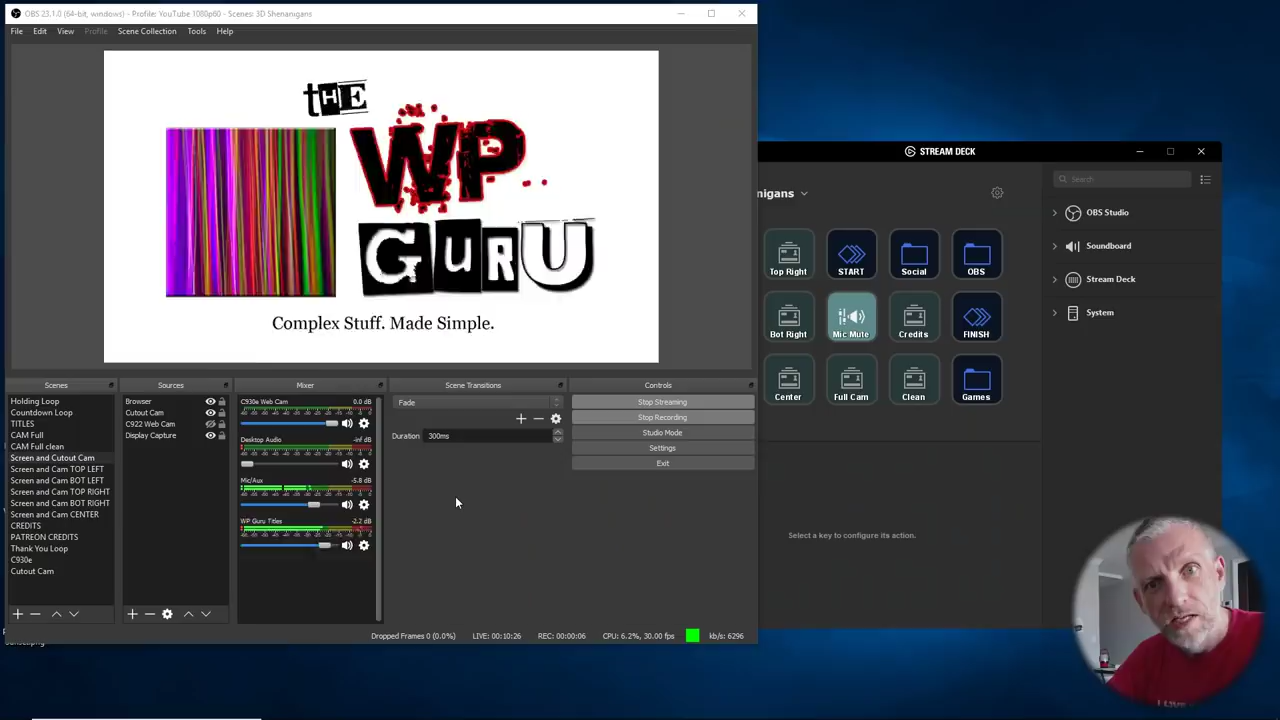 OBS 23.1.0 (64-bit, windows) - Profile: YouTube 1080p60 - Scenes: 3D Shenanigans
File Edit View Profile Scene Collection Tools Help
tHE
WP
GURU
Complex Stuff. Made Simple.
STREAM DECK
nigans
Search
Top Right START Social OBS
Bot Right Mic Mute Credits FINISH
Center Full Cam Clean Games
OBS Studio
Soundboard
Stream Deck
System
Select a key to configure its action.
Scenes
Holding Loop
Countdown Loop
TITLES
CAM Full
CAM Full clean
Screen and Cutout Cam
Screen and Cam TOP LEFT
Screen and Cam BOT LEFT
Screen and Cam TOP RIGHT
Screen and Cam BOT RIGHT
Screen and Cam CENTER
CREDITS
PATREON CREDITS
Thank You Loop
C930e
Cutout Cam
Sources
Browser
Cutout Cam
C922 Web Cam
Display Capture
Mixer
C930e Web Cam 0.0 dB
Desktop Audio -inf dB
Mic/Aux -5.8 dB
WP Guru Titles -2.2 dB
Scene Transitions
Fade
Duration 300ms
Controls
Stop Streaming
Stop Recording
Studio Mode
Settings
Exit
Dropped Frames 0 (0.0%) LIVE: 00:10:26 REC: 00:00:06 CPU: 6.2%, 30.00 fps kb/s: 6296